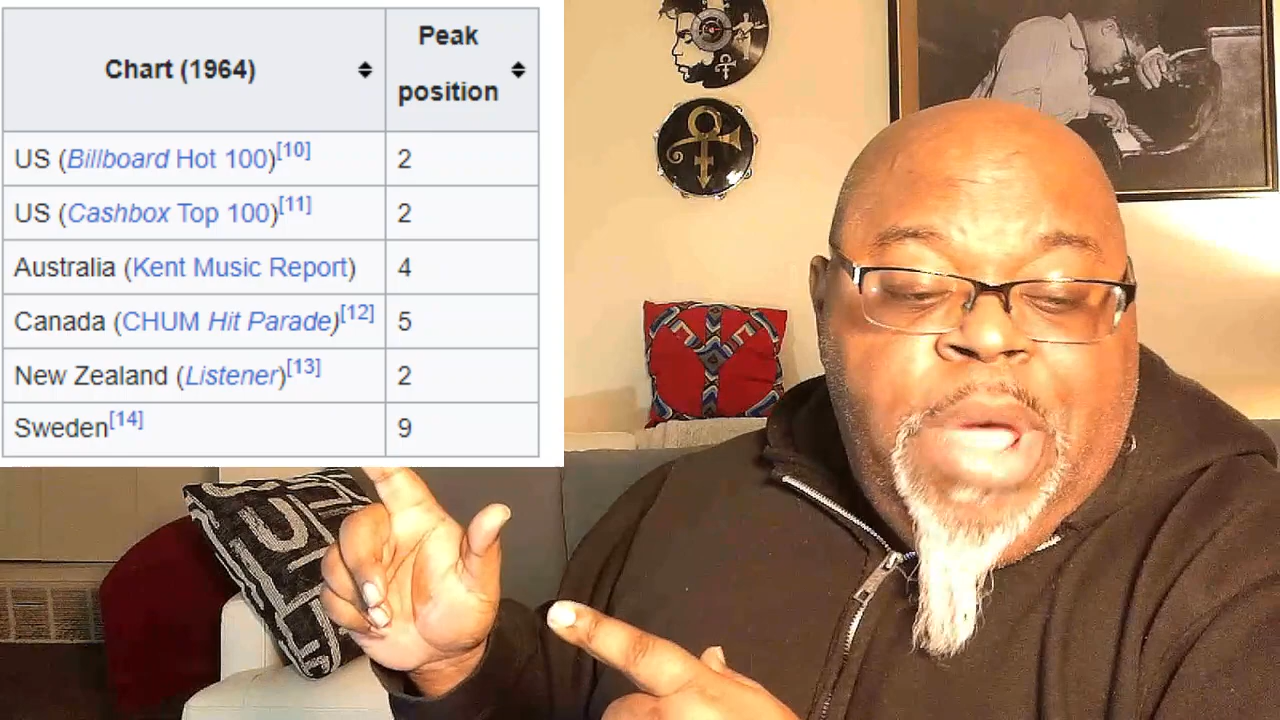 Chart (1964) Peak position
US (Billboard Hot 100)[10] 2
US (Cashbox Top 100)[11] 2
Australia (Kent Music Report) 4
Canada (CHUM Hit Parade)[12] 5
New Zealand (Listener)[13] 2
Sweden[14] 9